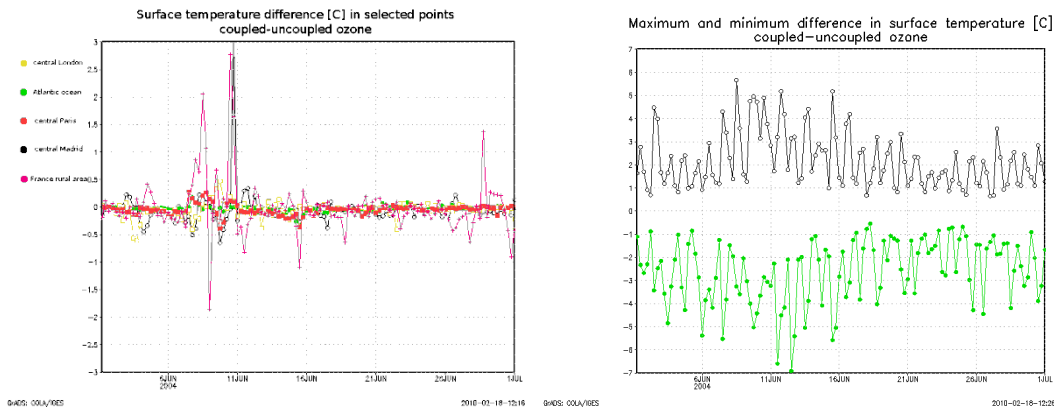 Surface temperature difference [C] in selected points
coupled-uncoupled ozone
3
2.5
2
1.5
1
0.5
0
-0.5
-1
-1.5
-2
-2.5
-3
central London
Atlantic ocean
central Paris
central Madrid
France rural area
6JUN
2004
11JUN
16JUN
21JUN
26JUN
1JUL
GrADS: COLA/IGES
2010-02-18-12:16
Maximum and minimum difference in surface temperature [C]
coupled-uncoupled ozone
7
6
5
4
3
2
1
0
-1
-2
-3
-4
-5
-6
-7
6JUN
2004
11JUN
16JUN
21JUN
26JUN
1JUL
GrADS: COLA/IGES
2010-02-18-12:26